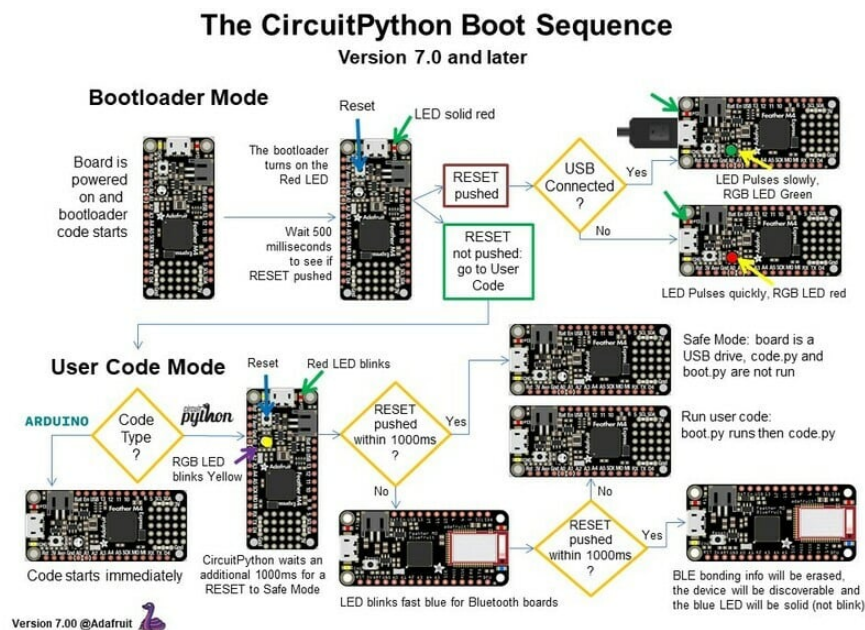 The CircuitPython Boot Sequence
Version 7.0 and later
Bootloader Mode
Board is
powered
on and
bootloader
code starts
The bootloader
turns on the
Red LED
Wait 500
milliseconds
to see if
RESET pushed
Reset
LED solid red
RESET
pushed
RESET
not pushed:
go to User
Code
USB
Connected
?
Yes
No
Feather M4
LED Pulses slowly,
RGB LED Green
Feather M4
LED Pulses quickly, RGB LED red
User Code Mode
ARDUINO
Code
Type
?
circuit
python
Code starts immediately
Reset
Red LED blinks
RGB LED
blinks Yellow
CircuitPython waits an
additional 1000ms for a
RESET to Safe Mode
RESET
pushed
within 1000ms
?
Yes
No
Safe Mode: board is a
USB drive, code.py and
boot.py are not run
Run user code:
boot.py runs then code.py
LED blinks fast blue for Bluetooth boards
RESET
pushed
within 1000ms
?
No
Yes
BLE bonding info will be erased,
the device will be discoverable and
the blue LED will be solid (not blink)
Version 7.00 @Adafruit